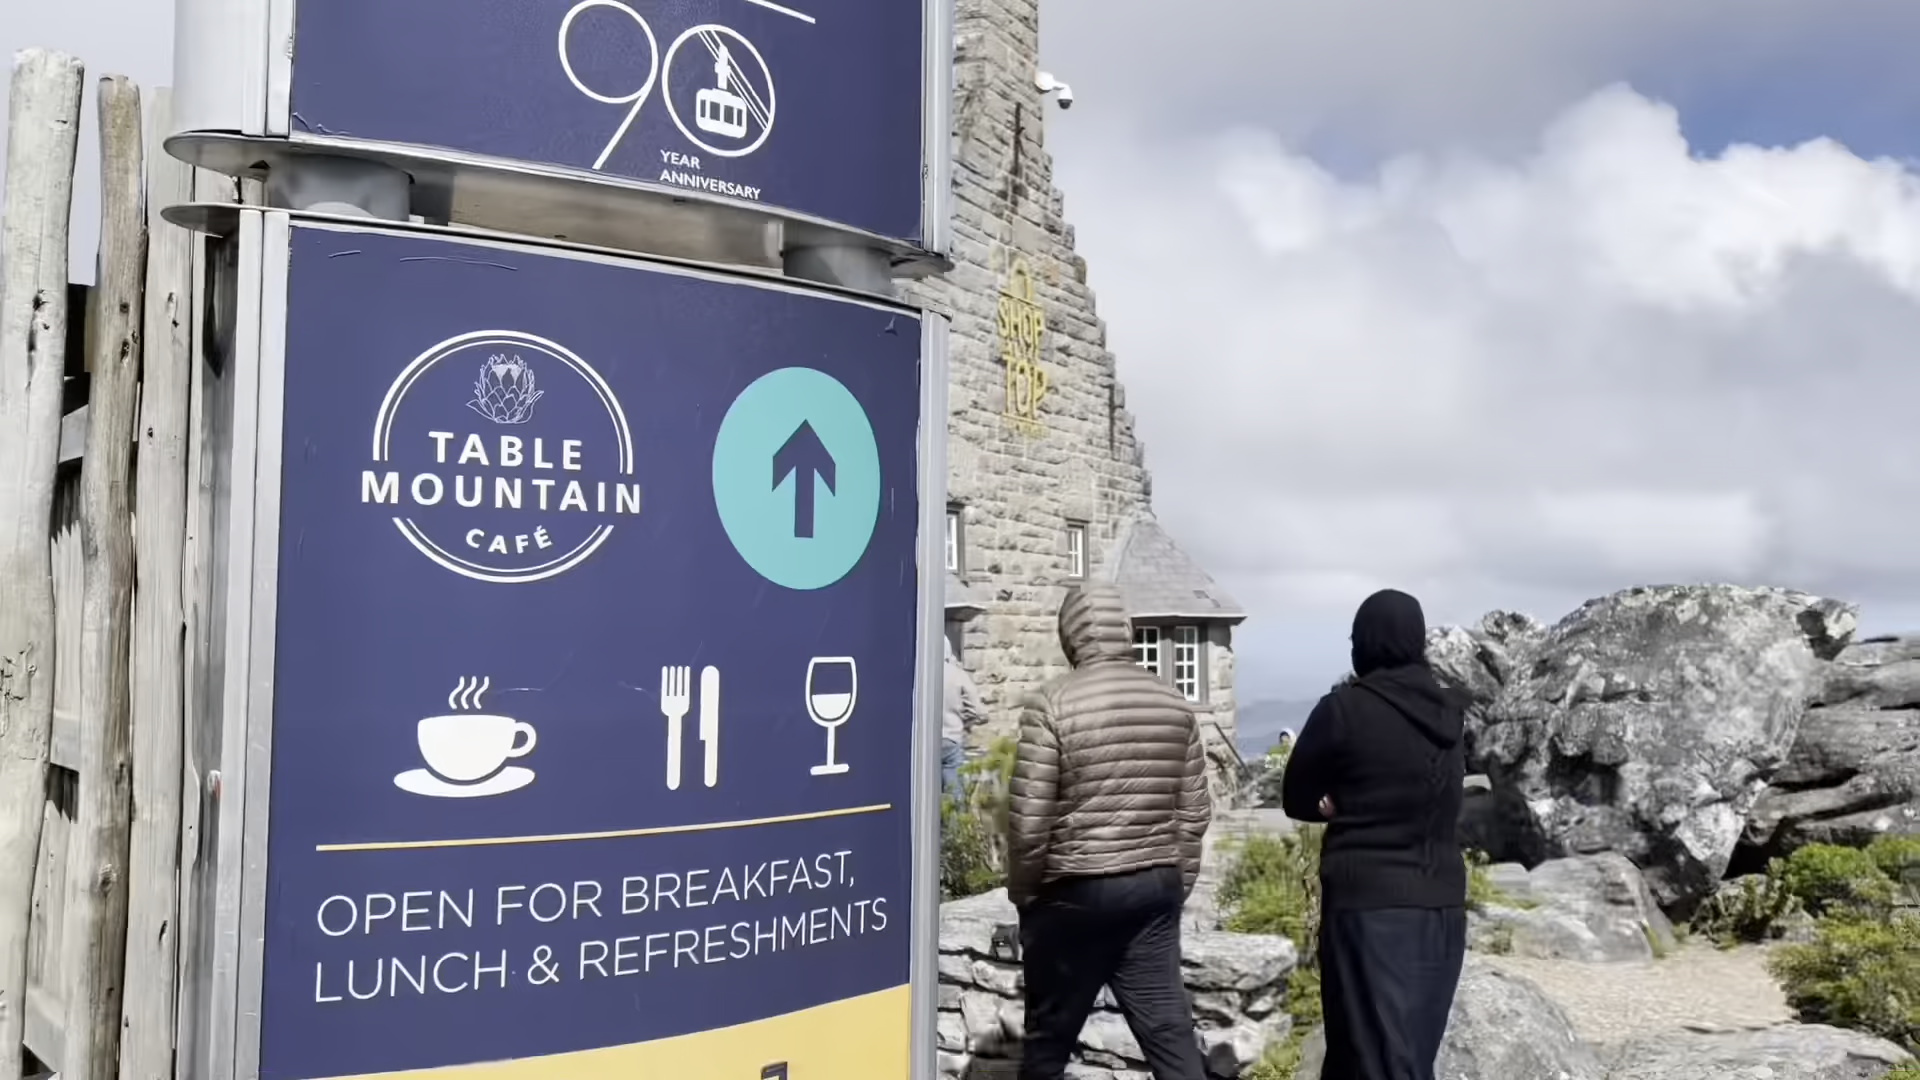 90
YEAR
ANNIVERSARY
TABLE
MOUNTAIN
CAFÉ
OPEN FOR BREAKFAST,
LUNCH & REFRESHMENTS
SHOP
TOP